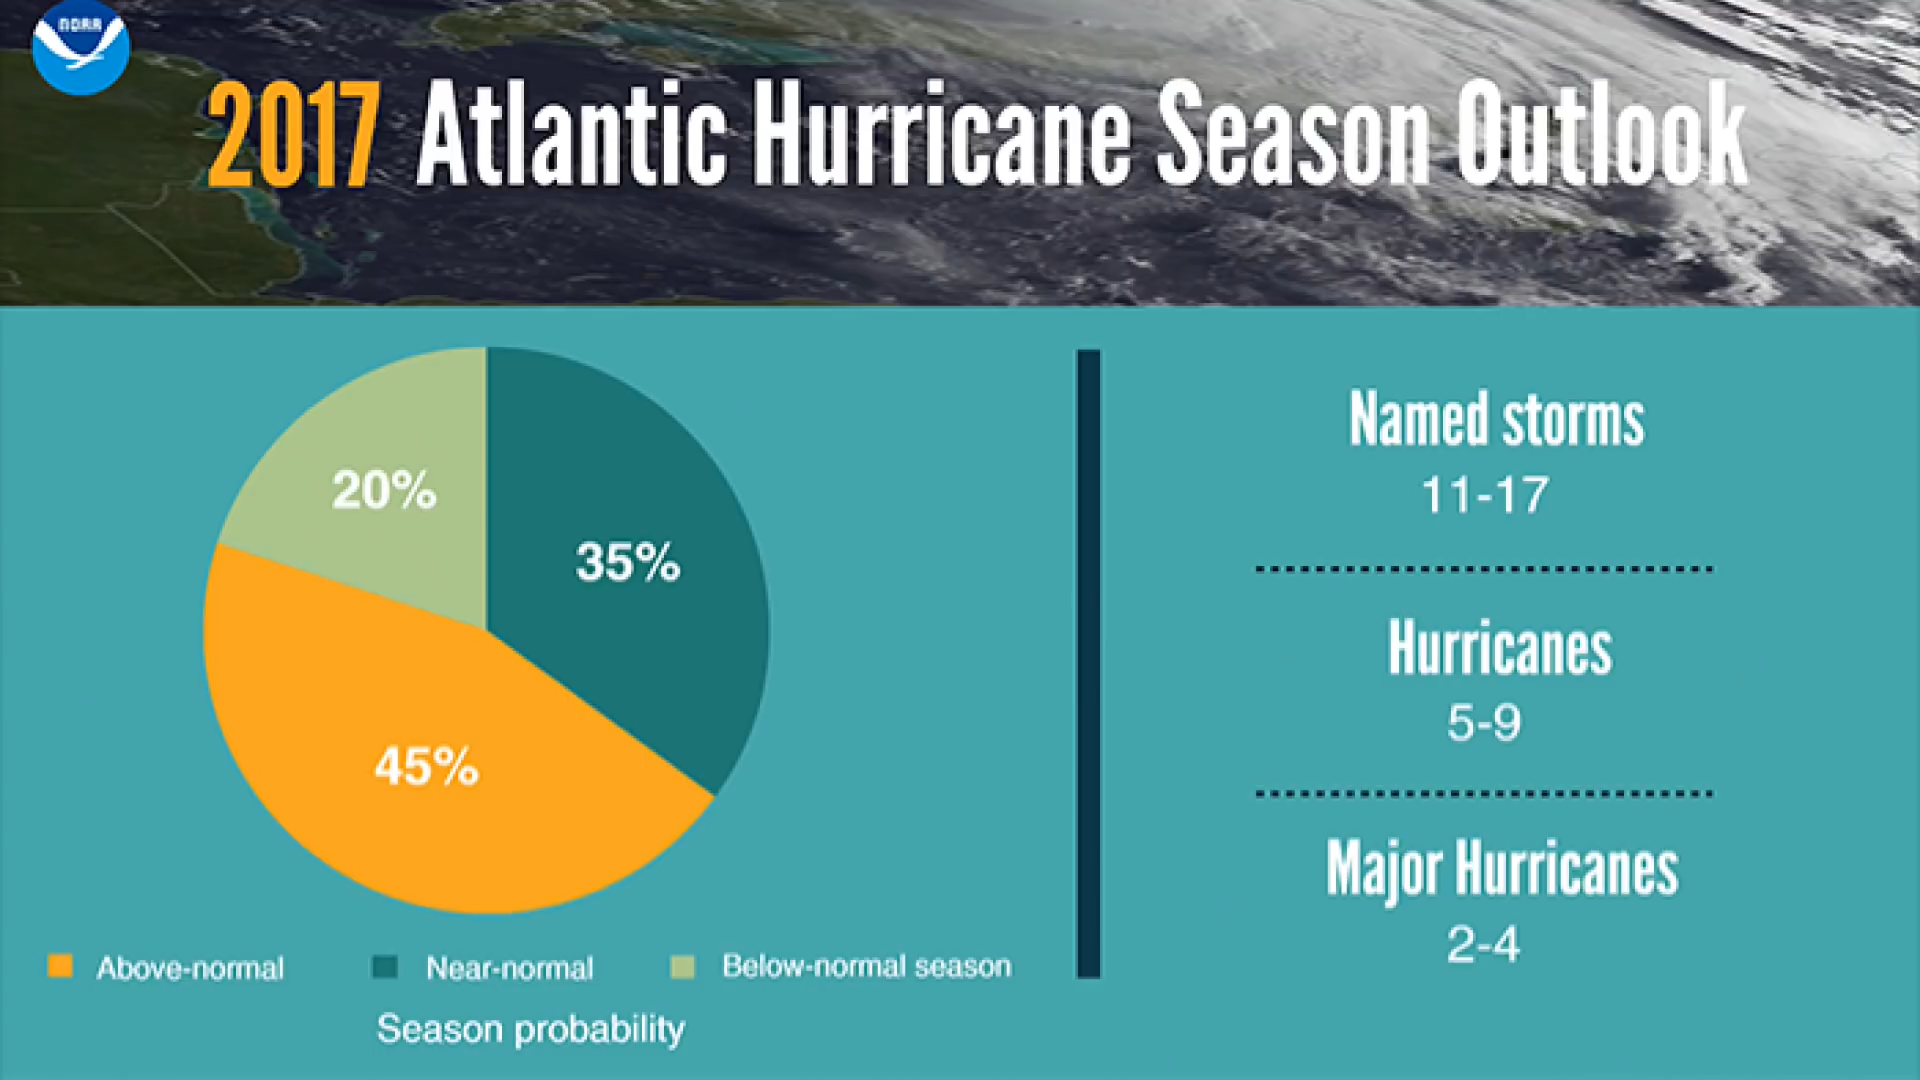 NOAA
2017 Atlantic Hurricane Season Outlook
20%
35%
45%
Above-normal
Near-normal
Below-normal season
Season probability
Named storms
11-17
Hurricanes
5-9
Major Hurricanes
2-4